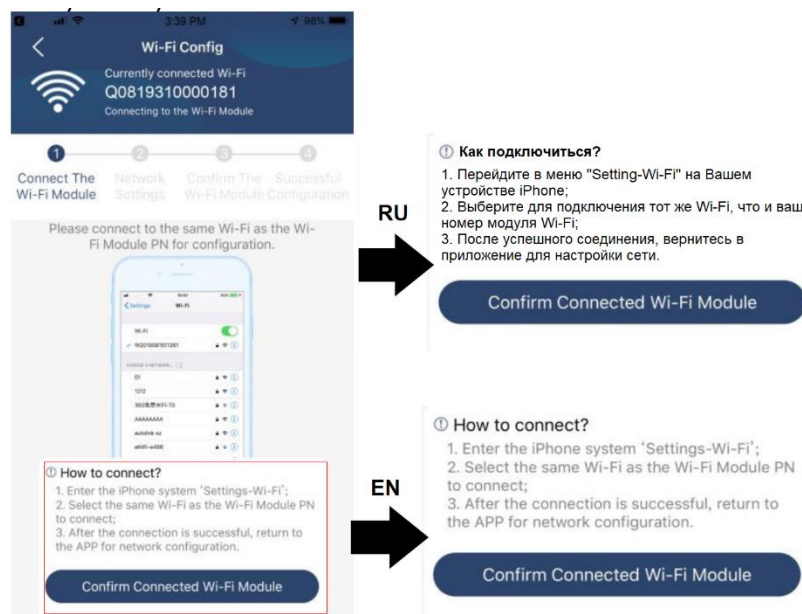 3:39 PM
98%
Wi-Fi Config
Currently connected Wi-Fi
Q0819310000181
Connecting to the Wi-Fi Module
1 2 3 4
Connect The Network Confirm The Successful
Wi-Fi Module Settings Wi-Fi Module Configuration
Please connect to the same Wi-Fi as the Wi-
Fi Module PN for configuration.
Settings Wi-Fi
Wi-Fi
CHOOSE A NETWORK...
01
1212
AAAAAAAA
How to connect?
1. Enter the iPhone system ‘Settings-Wi-Fi’;
2. Select the same Wi-Fi as the Wi-Fi Module PN
to connect;
3. After the connection is successful, return to
the APP for network configuration.
Confirm Connected Wi-Fi Module
RU
Как подключиться?
1. Перейдите в меню "Setting-Wi-Fi" на Вашем
устройстве iPhone;
2. Выберите для подключения тот же Wi-Fi, что и ваш
номер модуля Wi-Fi;
3. После успешного соединения, вернитесь в
приложение для настройки сети.
Confirm Connected Wi-Fi Module
EN
How to connect?
1. Enter the iPhone system ‘Settings-Wi-Fi’;
2. Select the same Wi-Fi as the Wi-Fi Module PN
to connect;
3. After the connection is successful, return to
the APP for network configuration.
Confirm Connected Wi-Fi Module